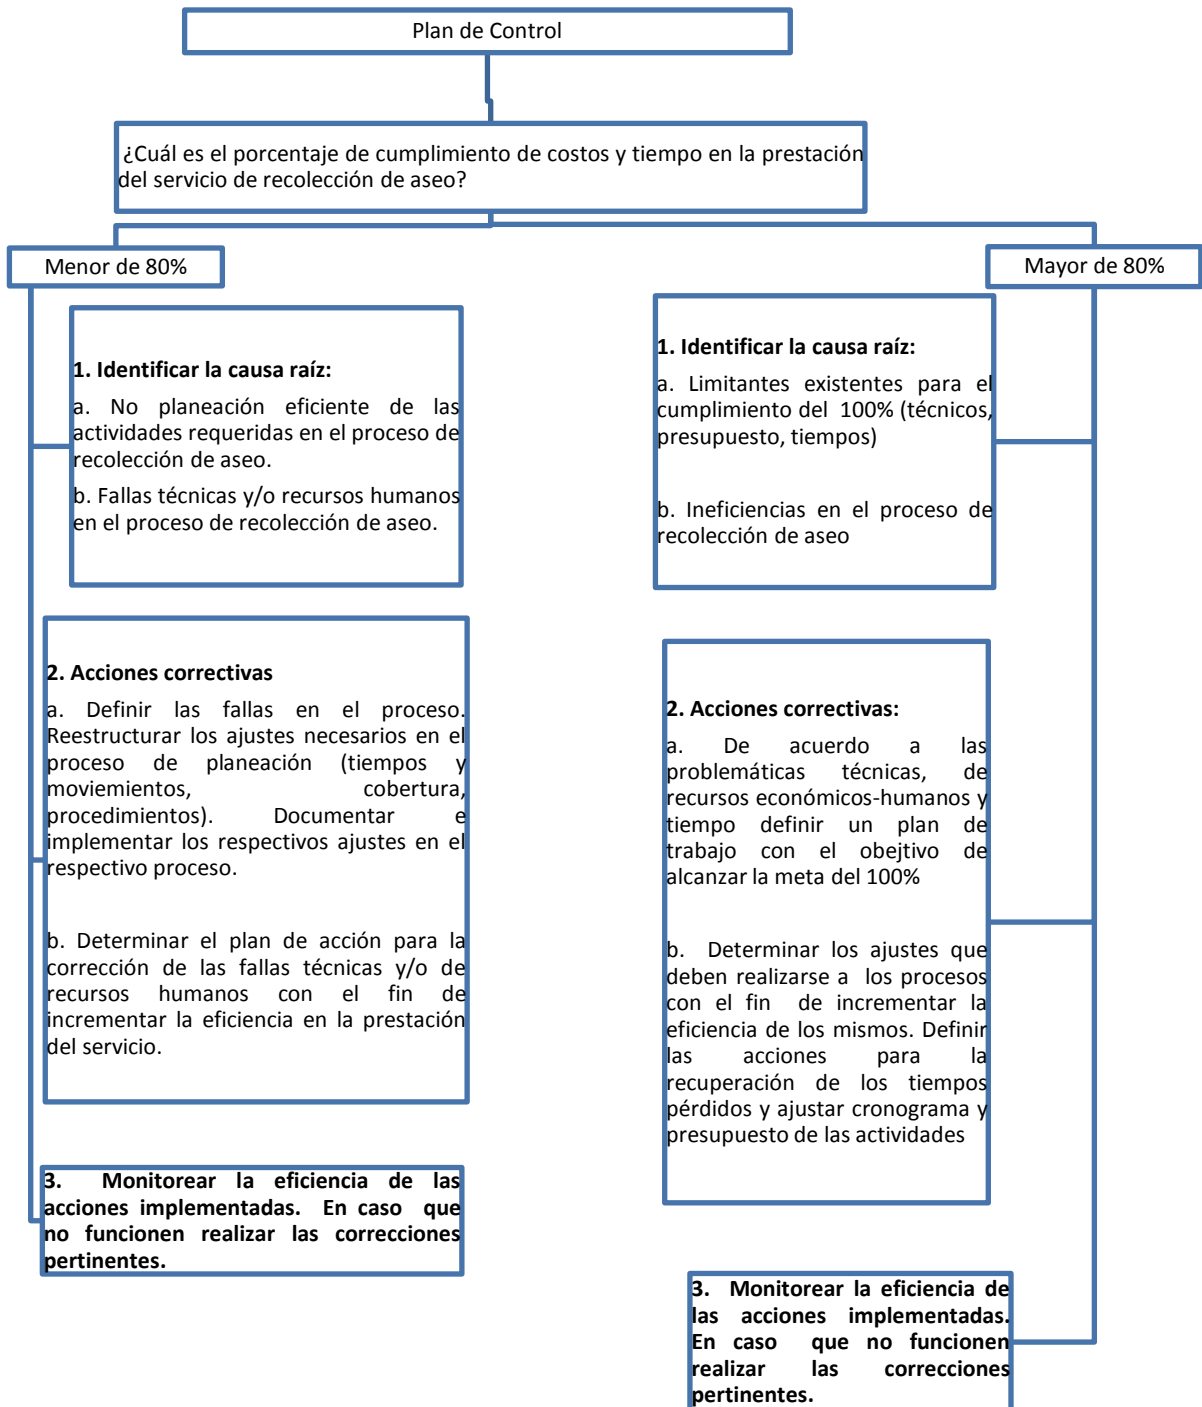 Plan de Control
¿Cuál es el porcentaje de cumplimiento de costos y tiempo en la prestación
del servicio de recolección de aseo?
Menor de 80%
1. Identificar la causa raíz:
a. No planeación eficiente de las
actividades requeridas en el proceso de
recolección de aseo.
b. Fallas técnicas y/o recursos humanos
en el proceso de recolección de aseo.
2. Acciones correctivas
a. Definir las fallas en el proceso.
Reestructurar los ajustes necesarios en el
proceso de planeación (tiempos y
moviemientos, cobertura,
procedimientos). Documentar e
implementar los respectivos ajustes en el
respectivo proceso.
b. Determinar el plan de acción para la
corrección de las fallas técnicas y/o de
recursos humanos con el fin de
incrementar la eficiencia en la prestación
del servicio.
3. Monitorear la eficiencia de las
acciones implementadas. En caso que
no funcionen realizar las correcciones
pertinentes.
Mayor de 80%
1. Identificar la causa raíz:
a. Limitantes existentes para el
cumplimiento del 100% (técnicos,
presupuesto, tiempos)
b. Ineficiencias en el proceso de
recolección de aseo
2. Acciones correctivas:
a. De acuerdo a las
problemáticas técnicas, de
recursos económicos-humanos y
tiempo definir un plan de
trabajo con el obejtivo de
alcanzar la meta del 100%
b. Determinar los ajustes que
deben realizarse a los procesos
con el fin de incrementar la
eficiencia de los mismos. Definir
las acciones para la
recuperación de los tiempos
pérdidos y ajustar cronograma y
presupuesto de las actividades
3. Monitorear la eficiencia de
las acciones implementadas.
En caso que no funcionen
realizar las correcciones
pertinentes.